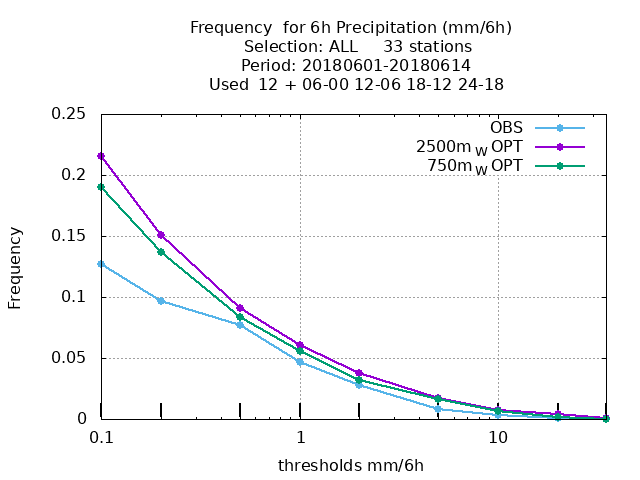 Frequency  for 6h Precipitation (mm/6h)
Selection: ALL     33 stations
Period: 20180601-20180614
Used  12 + 06-00 12-06 18-12 24-18
0.25
OBS
2500m_W OPT
750m_W OPT
0.2
0.15
Frequency
0.1
0.05
0
0.1 1 10
thresholds mm/6h